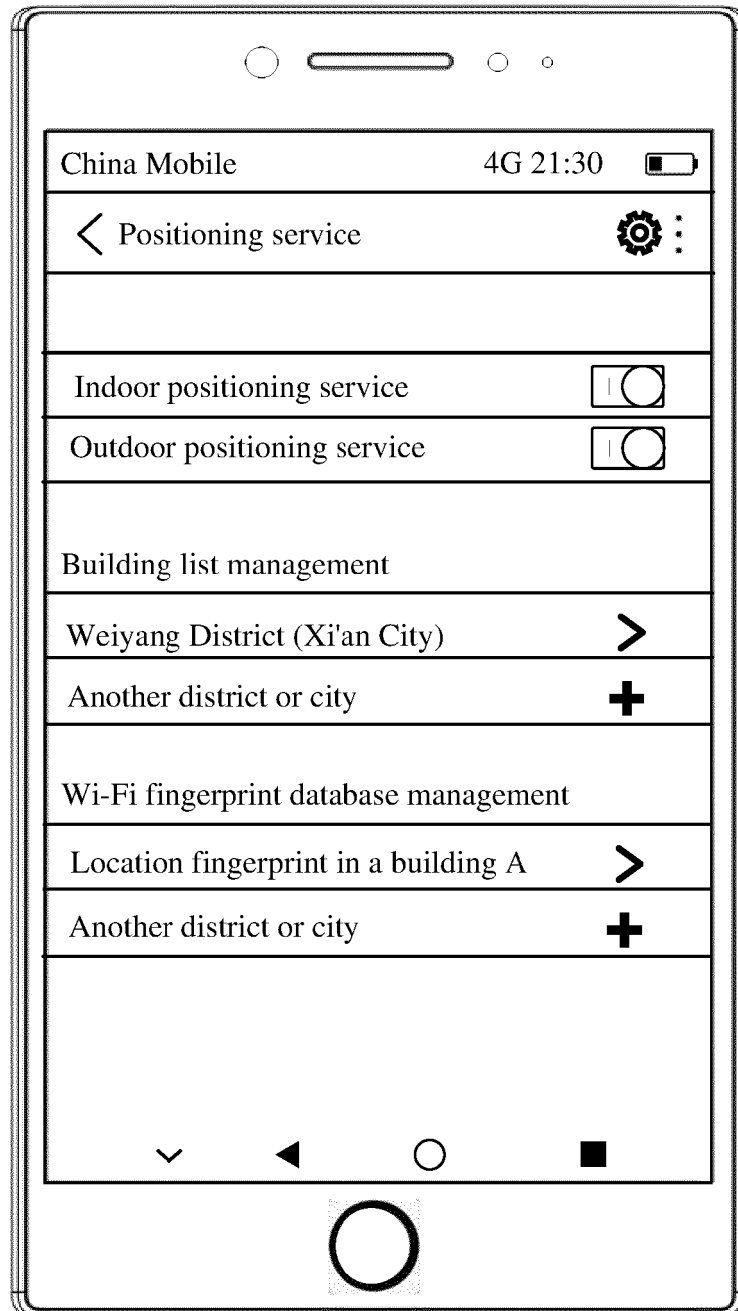 China Mobile 4G 21:30
Positioning service
Indoor positioning service
Outdoor positioning service
Building list management
Weiyang District (Xi'an City)
Another district or city
Wi-Fi fingerprint database management
Location fingerprint in a building A
Another district or city